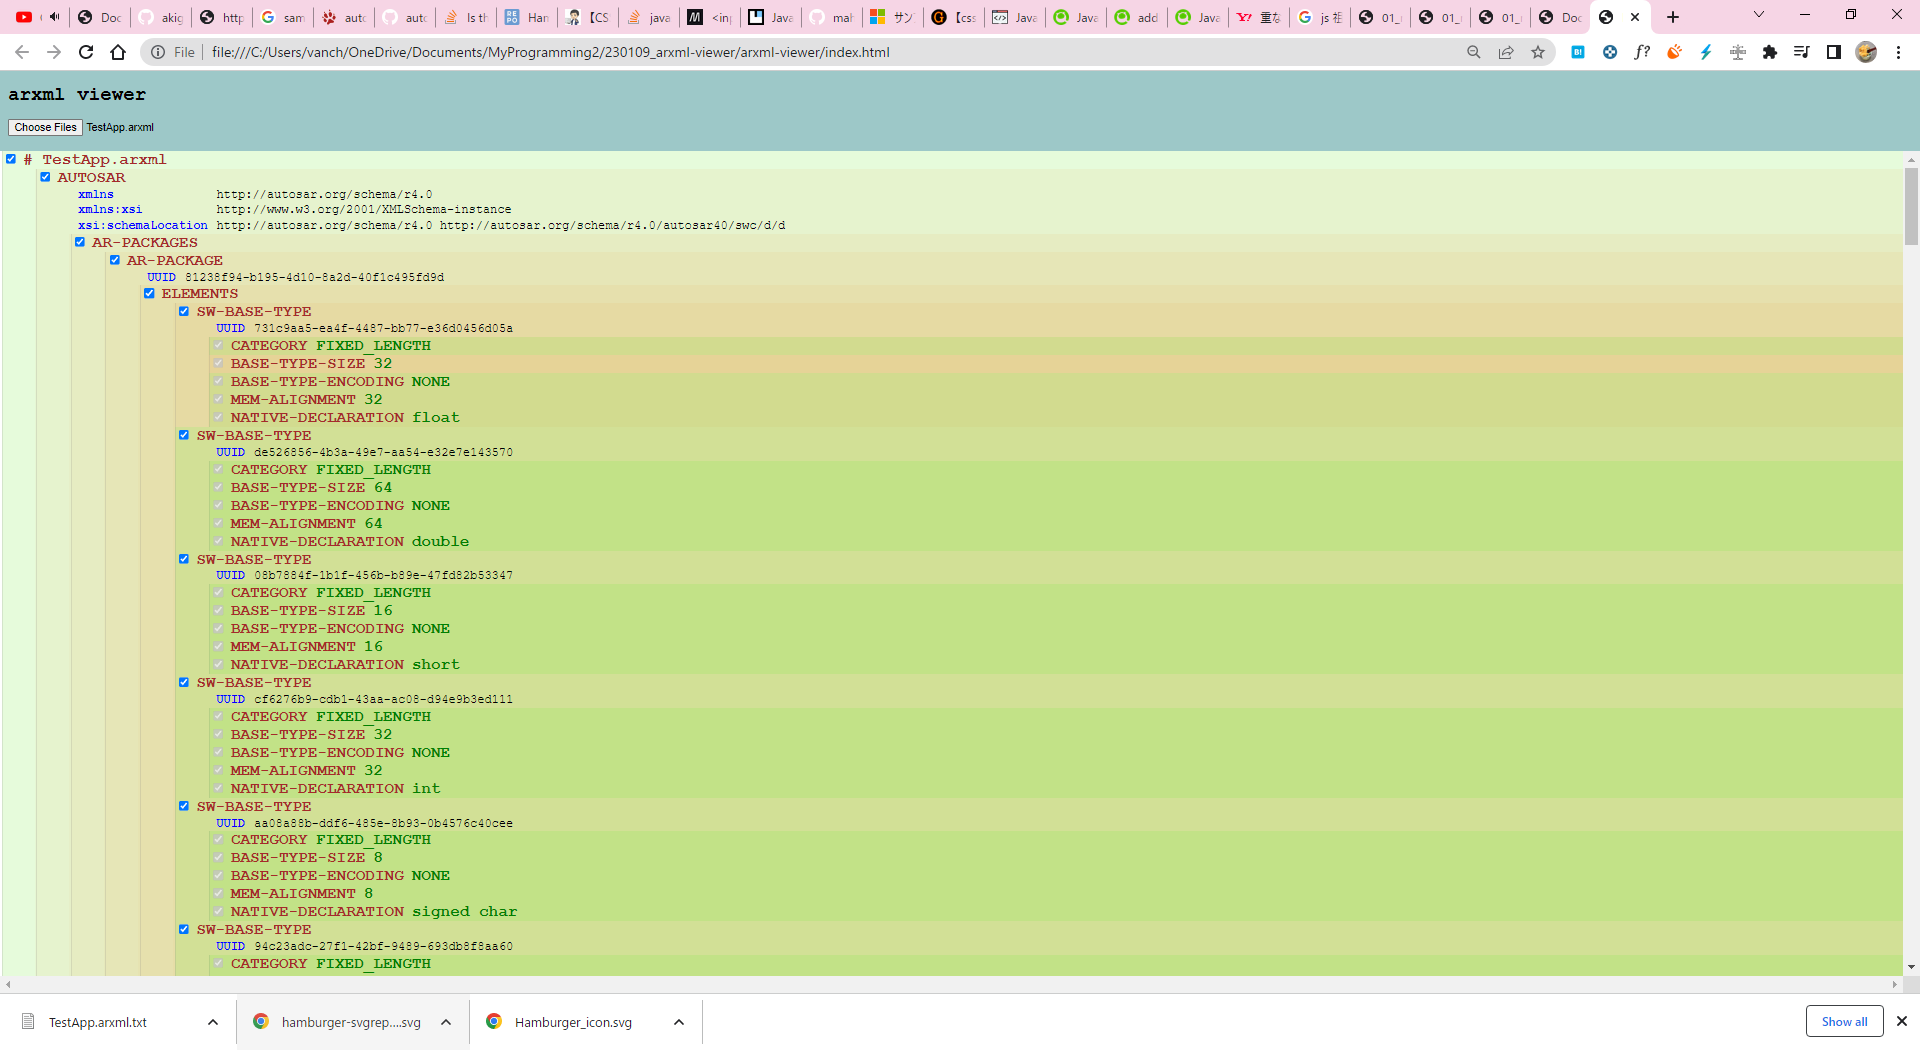 Doc
akig
http
sam
auto
auto
Is th
Han
【CS
java
<inp
Java
mah
サン
【css
Java
Java
add
Java
重な
js 祖
01_
01_
01_
Doc
File
file:///C:/Users/vanch/OneDrive/Documents/MyProgramming2/230109_arxml-viewer/arxml-viewer/index.html
arxml viewer
Choose Files TestApp.arxml
# TestApp.arxml
AUTOSAR
xmlns http://autosar.org/schema/r4.0
xmlns:xsi http://www.w3.org/2001/XMLSchema-instance
xsi:schemaLocation http://autosar.org/schema/r4.0 http://autosar.org/schema/r4.0/autosar40/swc/d/d
AR-PACKAGES
AR-PACKAGE
UUID 81238f94-b195-4d10-8a2d-40f1c495fd9d
ELEMENTS
SW-BASE-TYPE
UUID 731c9aa5-ea4f-4487-bb77-e36d0456d05a
CATEGORY FIXED_LENGTH
BASE-TYPE-SIZE 32
BASE-TYPE-ENCODING NONE
MEM-ALIGNMENT 32
NATIVE-DECLARATION float
SW-BASE-TYPE
UUID de526856-4b3a-49e7-aa54-e32e7e143570
CATEGORY FIXED_LENGTH
BASE-TYPE-SIZE 64
BASE-TYPE-ENCODING NONE
MEM-ALIGNMENT 64
NATIVE-DECLARATION double
SW-BASE-TYPE
UUID 08b7884f-1b1f-456b-b89e-47fd82b53347
CATEGORY FIXED_LENGTH
BASE-TYPE-SIZE 16
BASE-TYPE-ENCODING NONE
MEM-ALIGNMENT 16
NATIVE-DECLARATION short
SW-BASE-TYPE
UUID cf6276b9-cdb1-43aa-ac08-d94e9b3ed111
CATEGORY FIXED_LENGTH
BASE-TYPE-SIZE 32
BASE-TYPE-ENCODING NONE
MEM-ALIGNMENT 32
NATIVE-DECLARATION int
SW-BASE-TYPE
UUID aa08a88b-ddf6-485e-8b93-0b4576c40cee
CATEGORY FIXED_LENGTH
BASE-TYPE-SIZE 8
BASE-TYPE-ENCODING NONE
MEM-ALIGNMENT 8
NATIVE-DECLARATION signed char
SW-BASE-TYPE
UUID 94c23adc-27f1-42bf-9489-693db8f8aa60
CATEGORY FIXED_LENGTH
TestApp.arxml.txt
hamburger-svgrep....svg
Hamburger_icon.svg
Show all